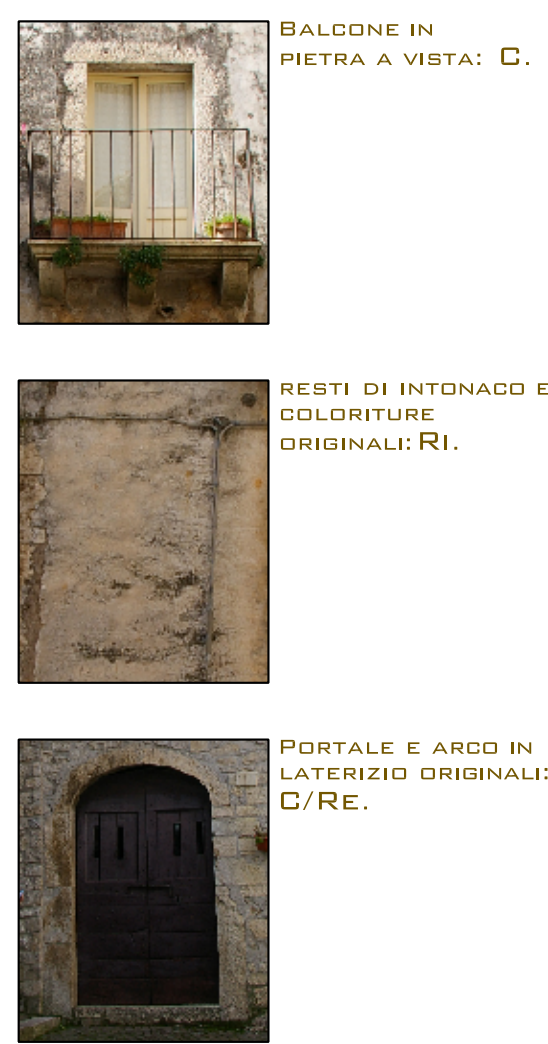 Balcone in
pietra a vista: C.
resti di intonaco e
coloriture
originali: Ri.
Portale e arco in
laterizio originali:
C/Re.